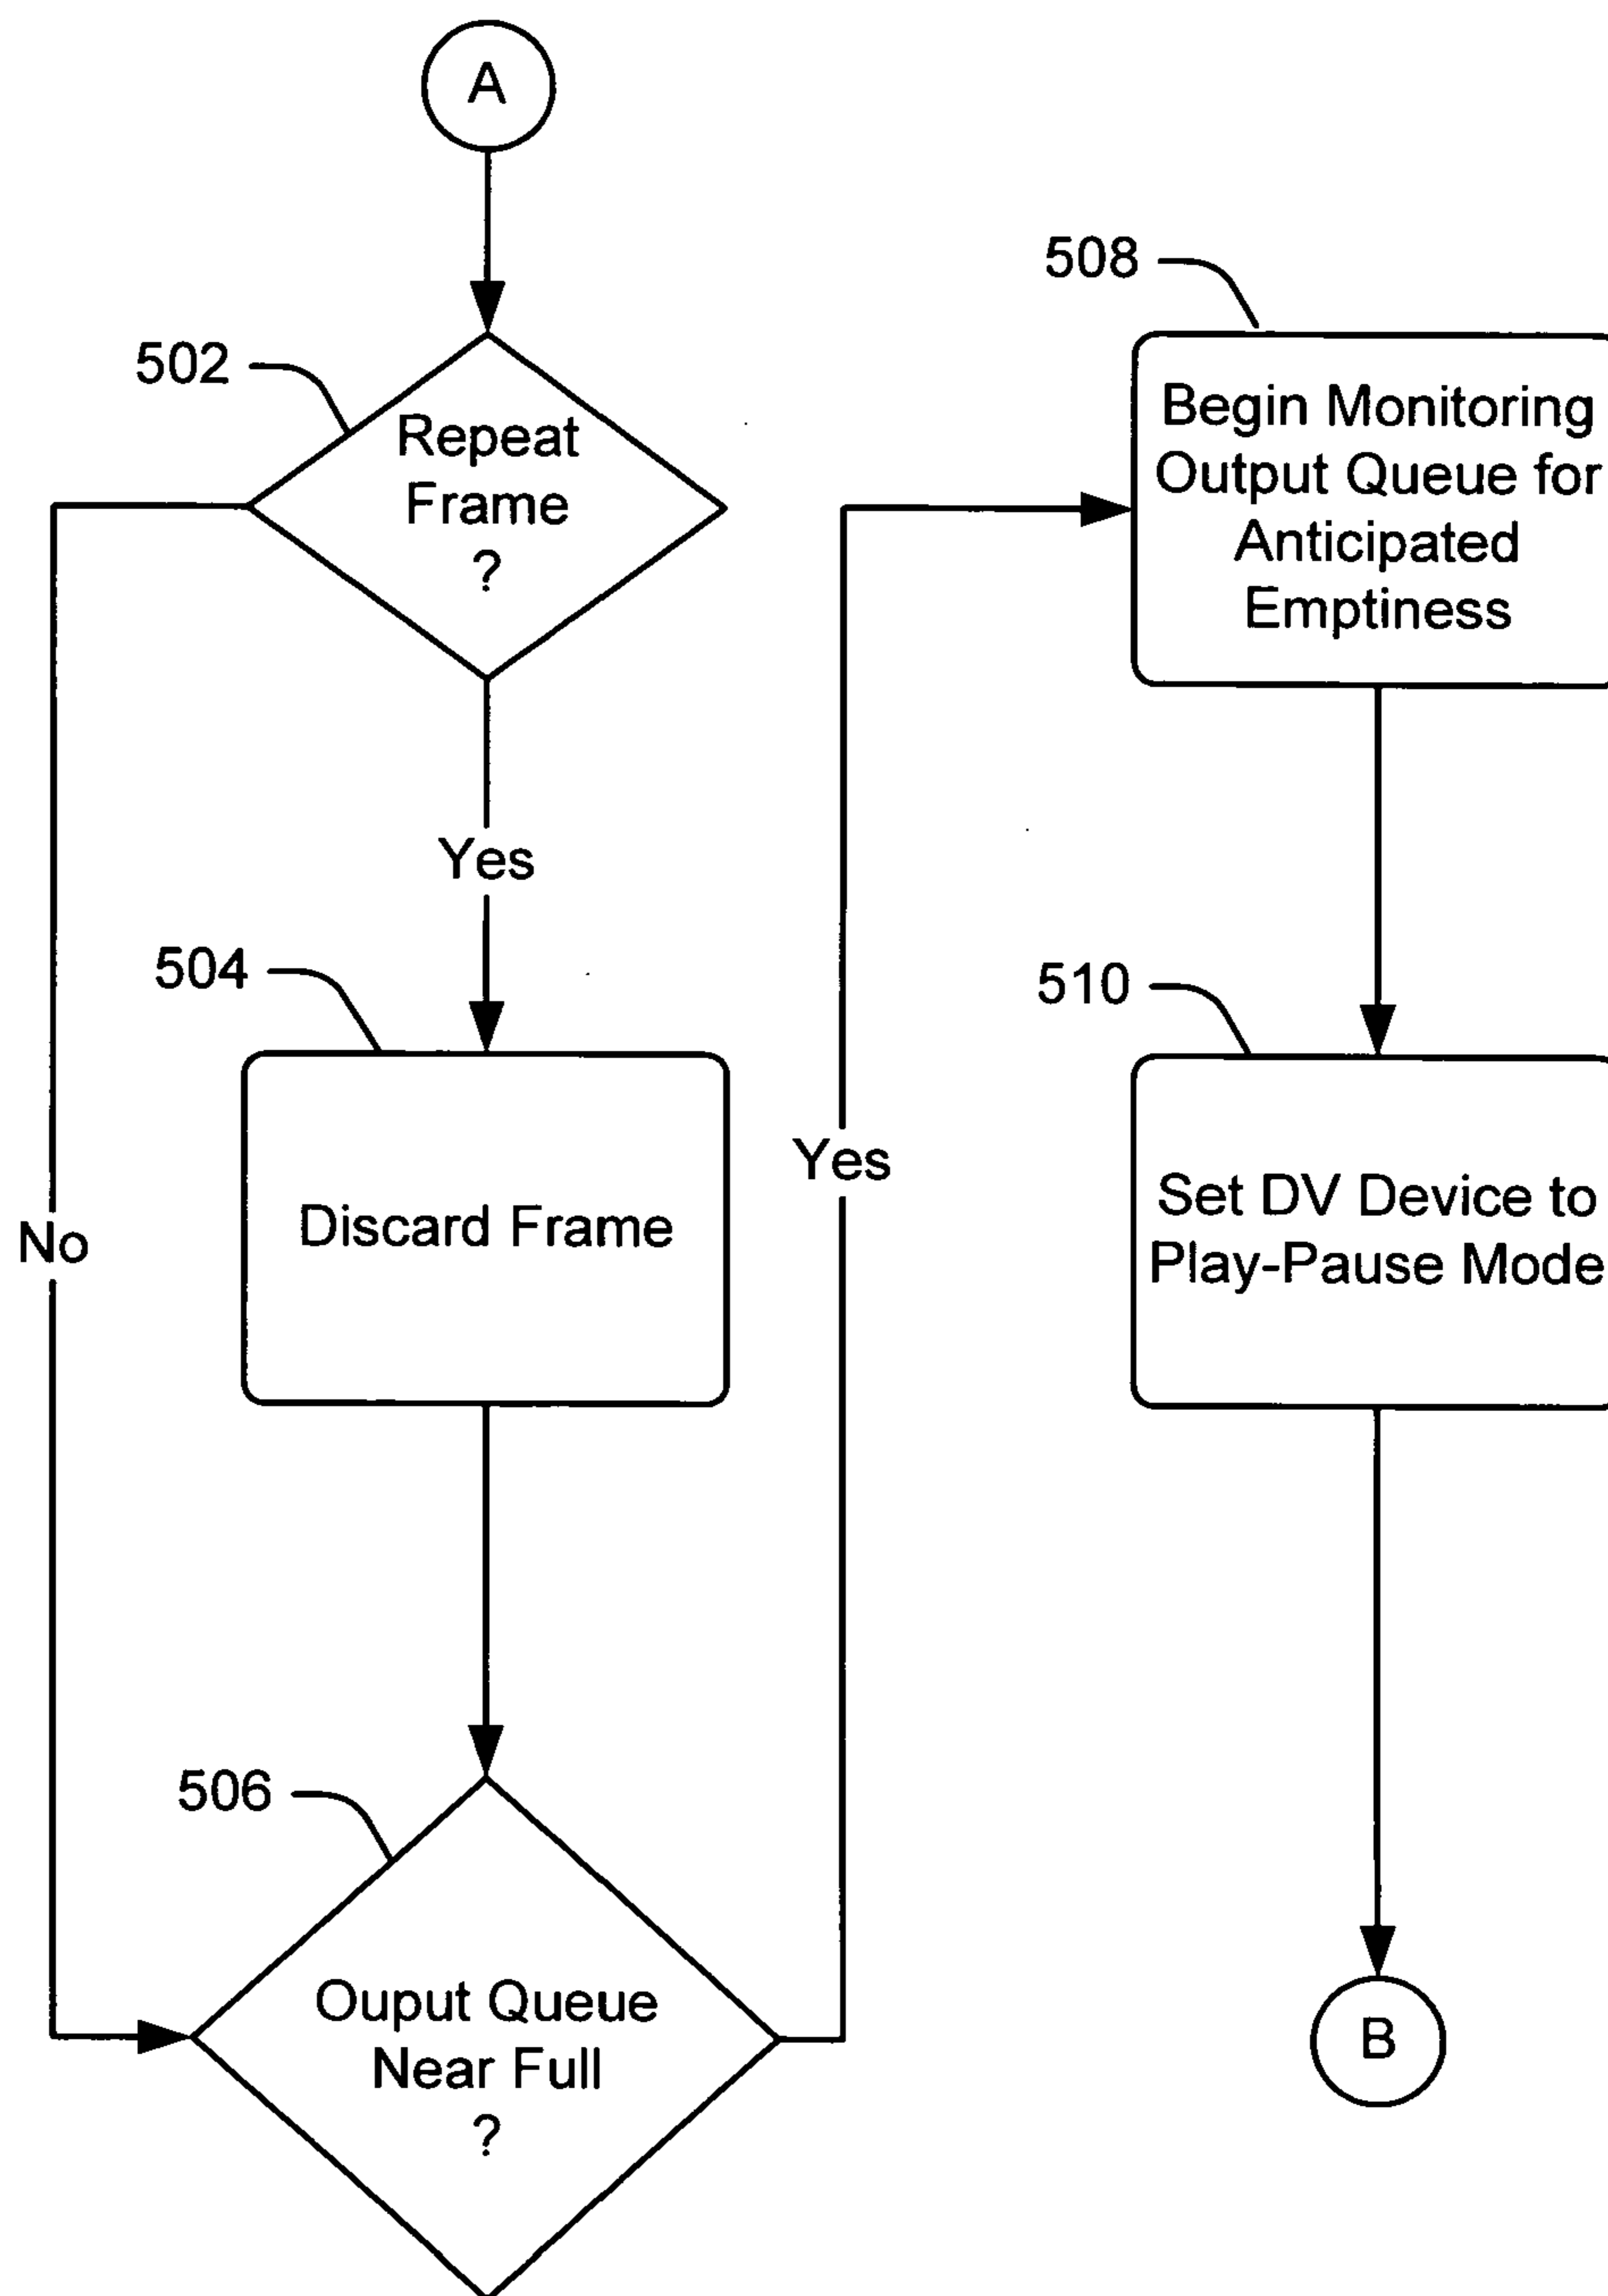 A
502
Repeat
Frame
?
Yes
504
Discard Frame
No
506
Ouput Queue
Near Full
?
Yes
508
Begin Monitoring
Output Queue for
Anticipated
Emptiness
510
Set DV Device to
Play-Pause Mode
B